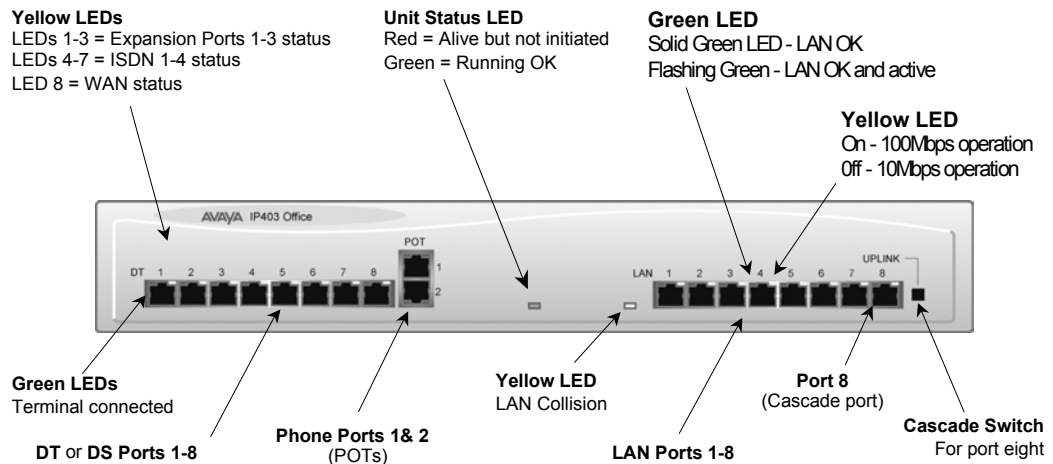 Yellow LEDs
LEDs 1-3 = Expansion Ports 1-3 status
LEDs 4-7 = ISDN 1-4 status
LED 8 = WAN status
Unit Status LED
Red = Alive but not initiated
Green = Running OK
Green LED
Solid Green LED - LAN OK
Flashing Green - LAN OK and active
Yellow LED
On - 100Mbps operation
0ff - 10Mbps operation
AVAYA IP403 Office
POT
1
2
DT 1 2 3 4 5 6 7 8
LAN 1 2 3 4 5 6 7 8
UPLINK
Green LEDs
Terminal connected
DT or DS Ports 1-8
Phone Ports 1& 2
(POTs)
Yellow LED
LAN Collision
LAN Ports 1-8
Port 8
(Cascade port)
Cascade Switch
For port eight